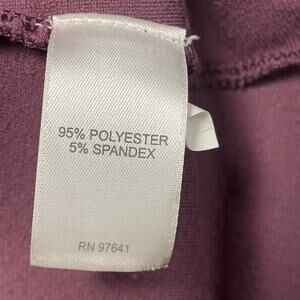 95% POLYESTER
5% SPANDEX
RN 97641